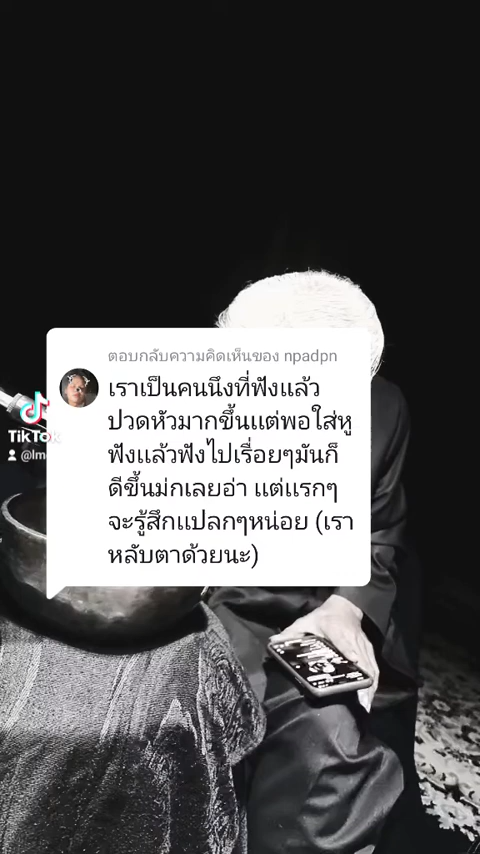 ตอบกลับความคิดเห็นของ npadpn
เราเป็นคนนึงที่ฟังแล้ว
ปวดหัวมากขึ้นแต่พอใส่หู
ฟังแล้วฟังไปเรื่อยๆมันก็
ดีขึ้นม่กเลยอ่า แต่แรกๆ
จะรู้สึกแปลกๆหน่อย (เรา
หลับตาด้วยนะ)
TikTok